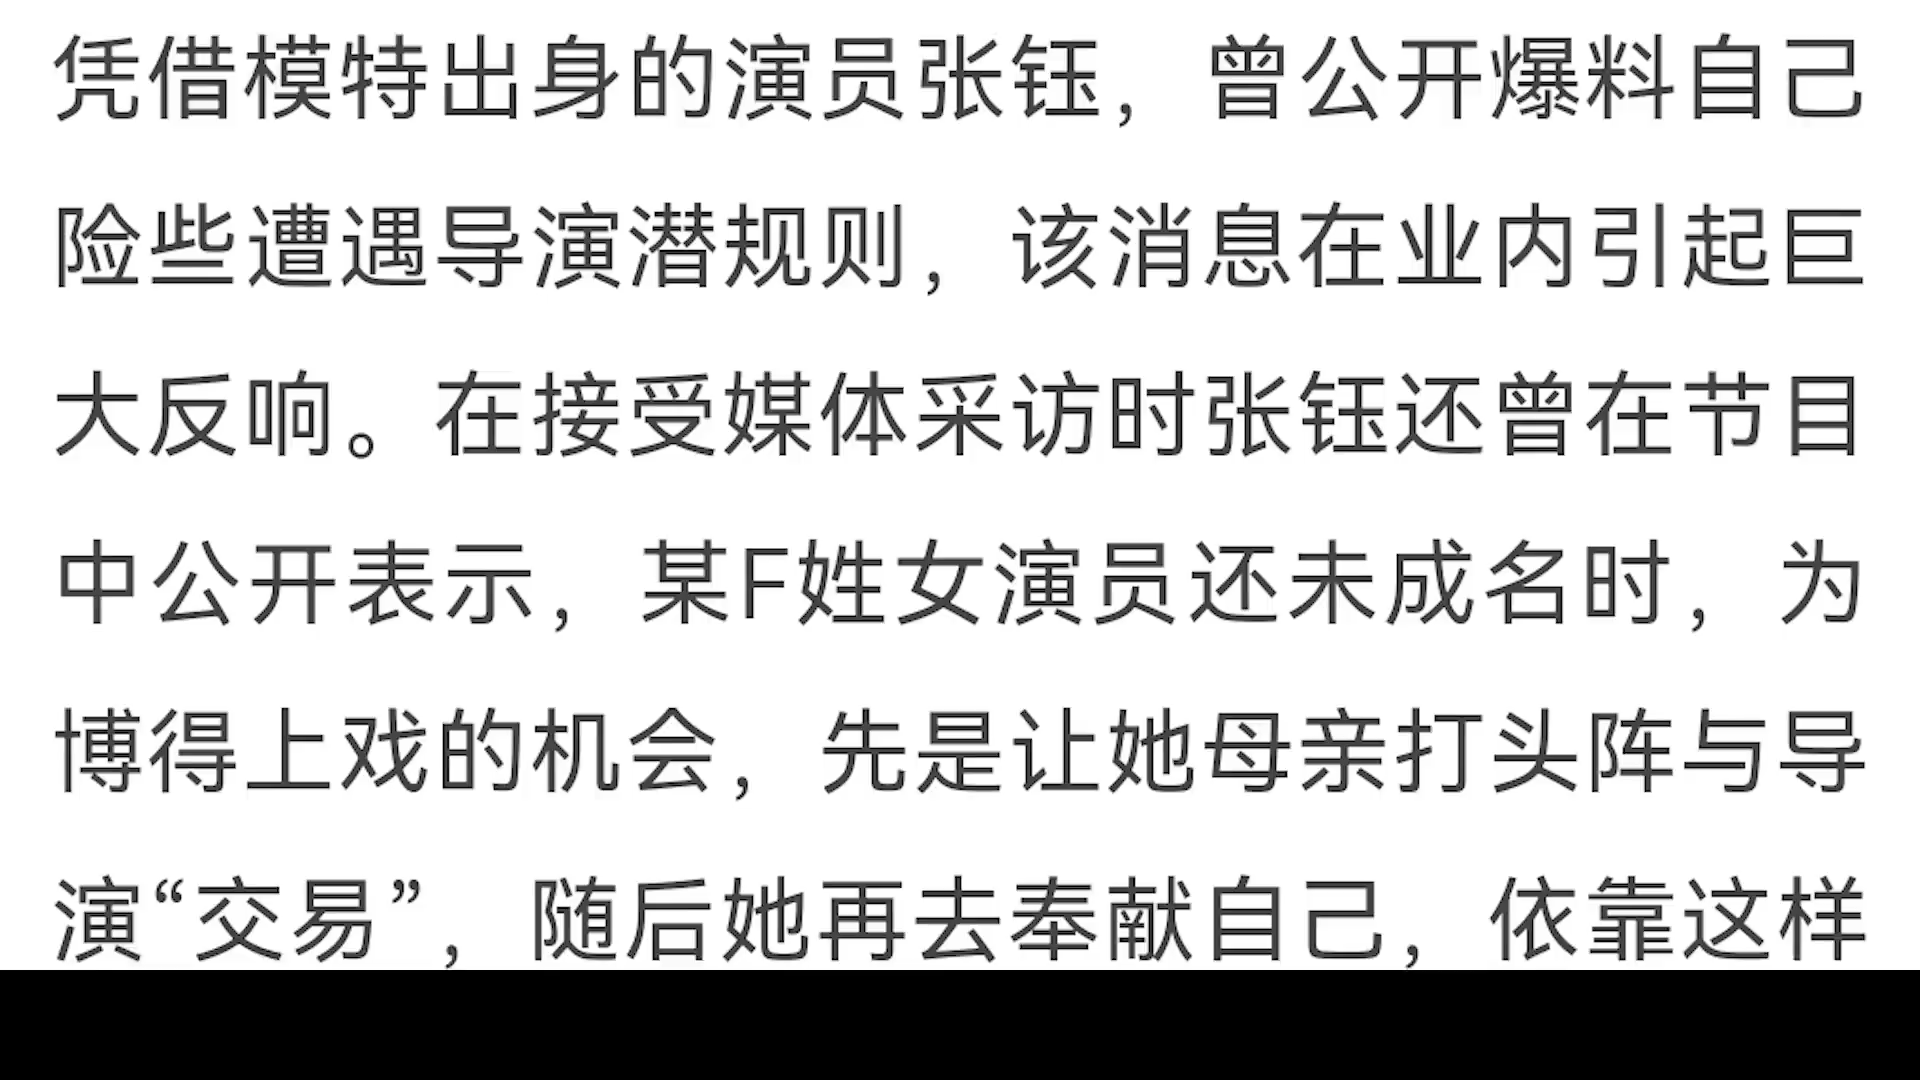 凭借模特出身的演员张钰，曾公开爆料自己
险些遭遇导演潜规则，该消息在业内引起巨
大反响。在接受媒体采访时张钰还曾在节目
中公开表示，某F姓女演员还未成名时，为
博得上戏的机会，先是让她母亲打头阵与导
演“交易”，随后她再去奉献自己，依靠这样